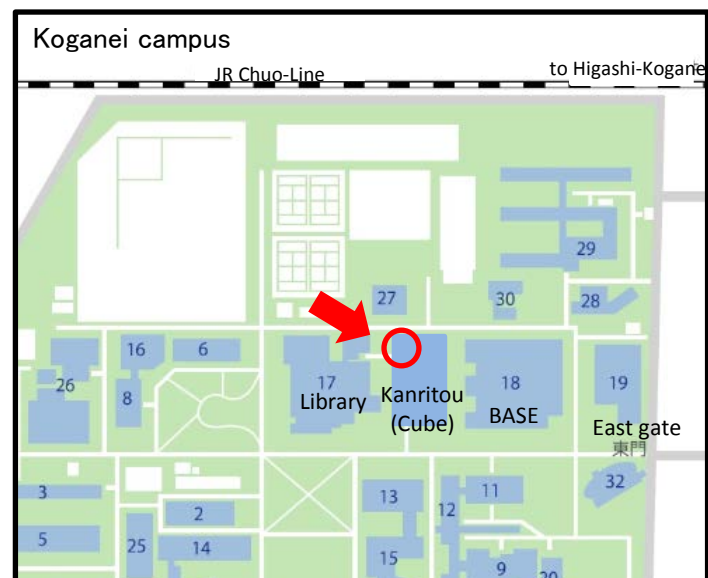 Koganei campus
JR Chuo-Line
to Higashi-Kogane
29
27
30
28
16
6
26
8
17
Library
Kanritou
(Cube)
18
BASE
19
East gate
東門
3
13
11
32
2
12
5
25
14
15
9
20